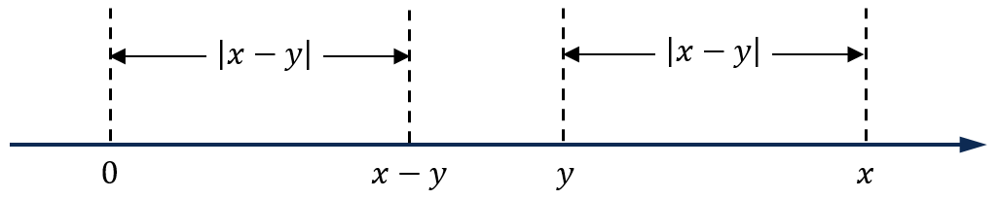 |x − y| |x − y|
0 x − y y x